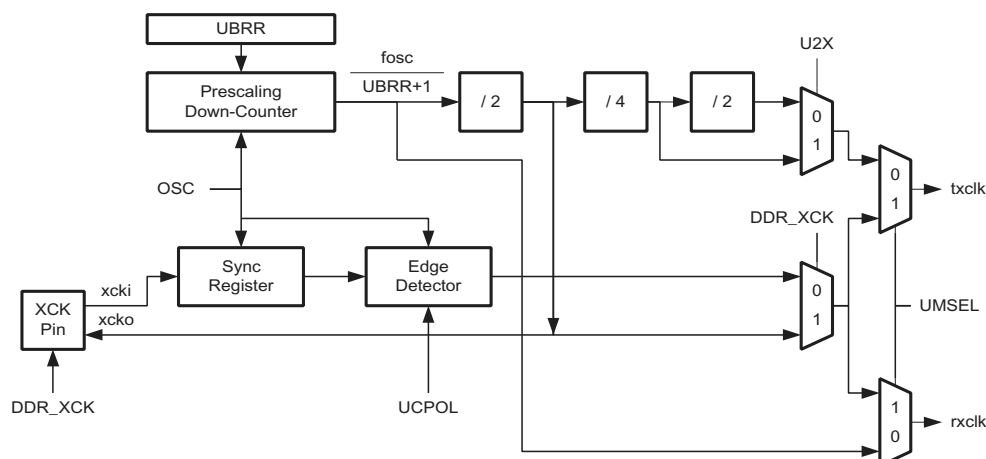 UBRR
U2X
fosc
UBRR+1
Prescaling
Down-Counter
/ 2
/ 4
/ 2
0
1
OSC
0
1
txclk
DDR_XCK
Sync
Register
Edge
Detector
xcki
0
1
XCK
Pin
xcko
UMSEL
DDR_XCK
UCPOL
1
0
rxclk